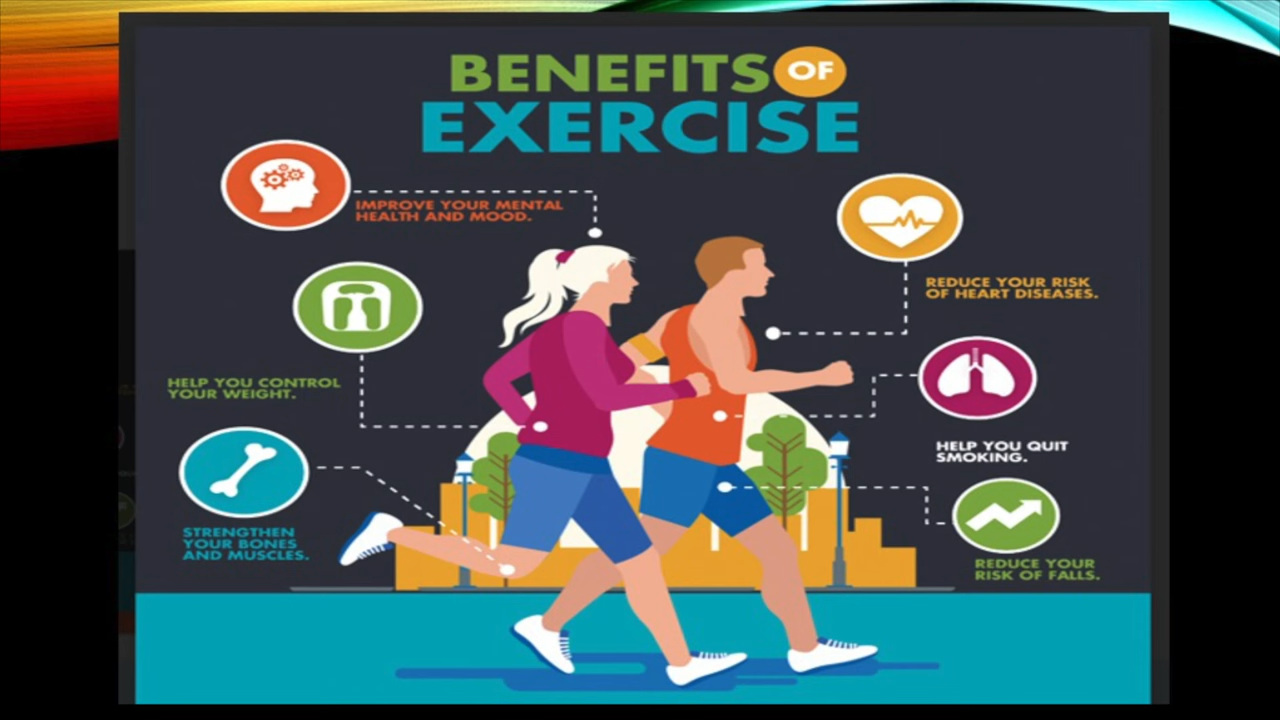 BENEFITS OF
EXERCISE
IMPROVE YOUR MENTAL
HEALTH AND MOOD.
REDUCE YOUR RISK
OF HEART DISEASES.
HELP YOU CONTROL
YOUR WEIGHT.
HELP YOU QUIT
SMOKING.
STRENGTHEN
YOUR BONES
AND MUSCLES.
REDUCE YOUR
RISK OF FALLS.